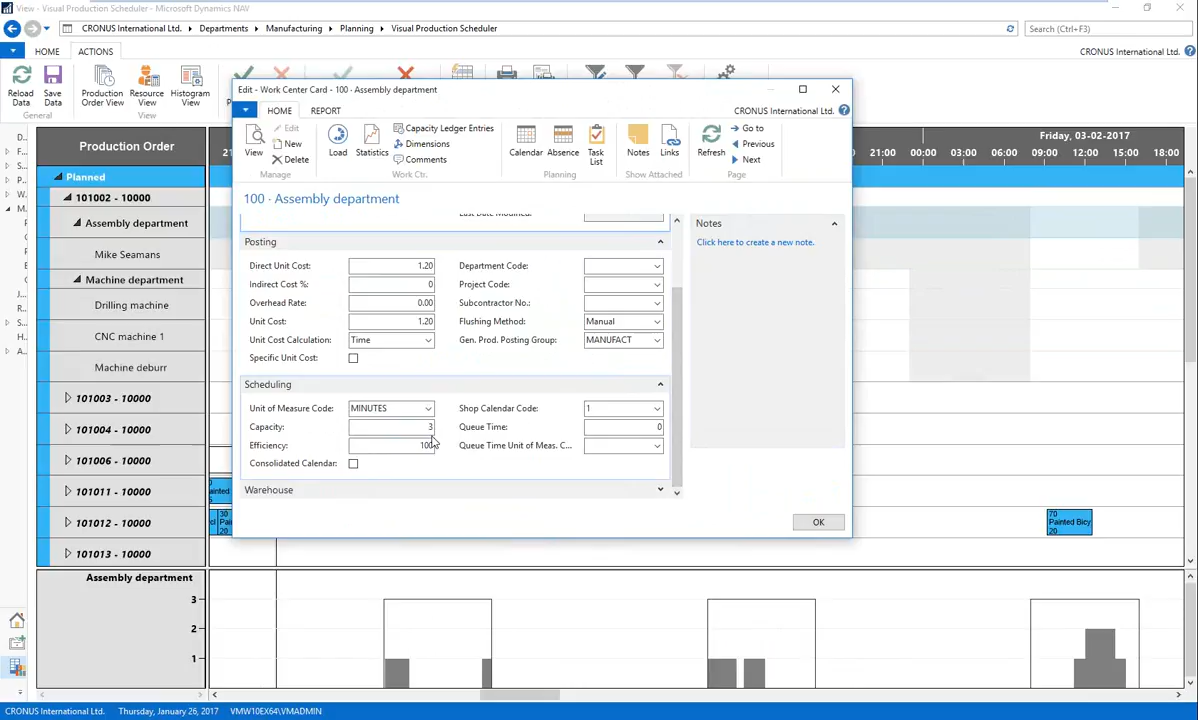 View - Visual Production Scheduler - Microsoft Dynamics NAV
CRONUS International Ltd. Departments Manufacturing Planning Visual Production Scheduler
Search (Ctrl+F3)
HOME ACTIONS
CRONUS International Ltd.
Reload Data
Save Data
Production Order View
Resource View
Histogram View
General
View
Edit - Work Center Card - 100 · Assembly department
HOME REPORT
CRONUS International Ltd.
View
Edit
New
Delete
Manage
Load
Statistics
Capacity Ledger Entries
Dimensions
Comments
Work Ctr.
Calendar
Absence
Task List
Planning
Notes
Links
Show Attached
Refresh
Go to
Previous
Next
Page
100 · Assembly department
Last Date Modified:
Posting
Direct Unit Cost: 1.20 Department Code:
Indirect Cost %: 0 Project Code:
Overhead Rate: 0.00 Subcontractor No.:
Unit Cost: 1.20 Flushing Method: Manual
Unit Cost Calculation: Time Gen. Prod. Posting Group: MANUFACT
Specific Unit Cost:
Scheduling
Unit of Measure Code: MINUTES Shop Calendar Code: 1
Capacity: 3 Queue Time: 0
Efficiency: 100 Queue Time Unit of Meas. C...
Consolidated Calendar:
Warehouse
Notes
Click here to create a new note.
OK
Friday, 03-02-2017
21:00 00:00 03:00 06:00 09:00 12:00 15:00 18:00
Production Order
Planned
101002 - 10000
Assembly department
Mike Seamans
Machine department
Drilling machine
CNC machine 1
Machine deburr
101003 - 10000
101004 - 10000
101006 - 10000
101011 - 10000
101012 - 10000
30
20
70
Painted Bicy
20
101013 - 10000
Assembly department
3
2
1
CRONUS International Ltd. Thursday, January 26, 2017 VMW10EX64\VMADMIN